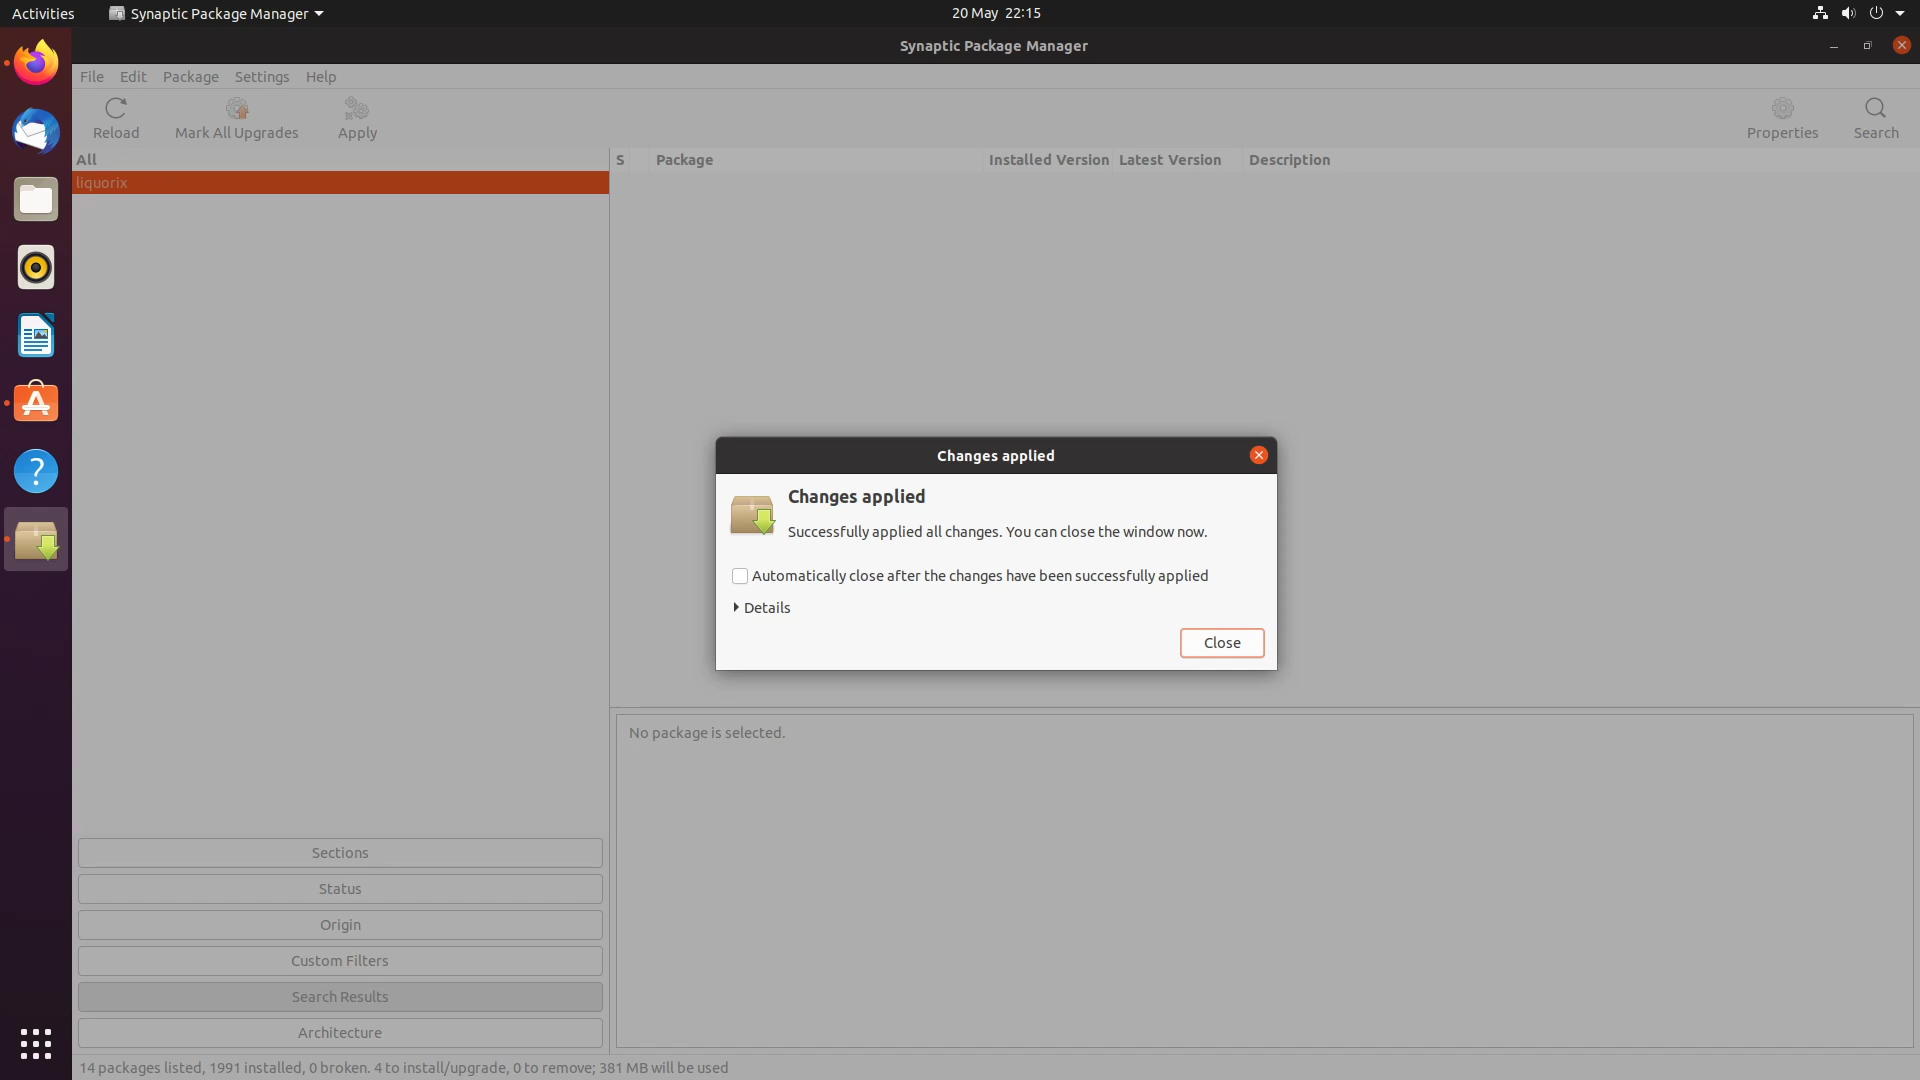 Activities
Synaptic Package Manager
20 May 22:15
Synaptic Package Manager
File Edit Package Settings Help
Reload
Mark All Upgrades
Apply
Properties
Search
All
liquorix
S Package Installed Version Latest Version Description
Changes applied
Changes applied
Successfully applied all changes. You can close the window now.
Automatically close after the changes have been successfully applied
Details
Close
No package is selected.
Sections
Status
Origin
Custom Filters
Search Results
Architecture
14 packages listed, 1991 installed, 0 broken. 4 to install/upgrade, 0 to remove; 381 MB will be used